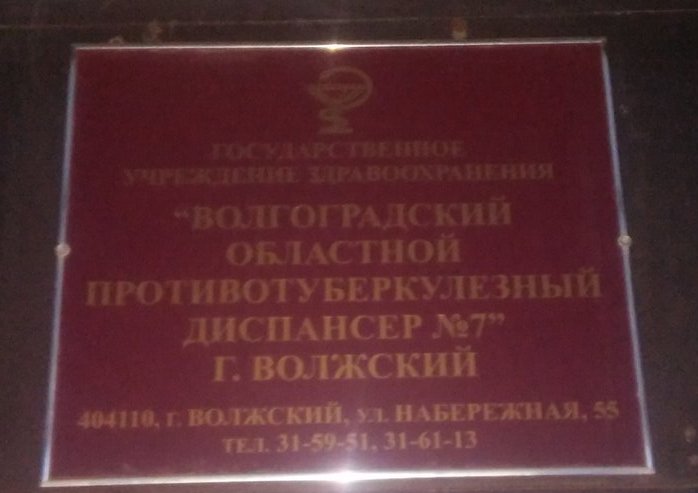 ГОСУДАРСТВЕННОЕ
УЧРЕЖДЕНИЕ ЗДРАВООХРАНЕНИЯ
“ВОЛГОГРАДСКИЙ
ОБЛАСТНОЙ
ПРОТИВОТУБЕРКУЛЕЗНЫЙ
ДИСПАНСЕР №7”
Г. ВОЛЖСКИЙ
404110, г. ВОЛЖСКИЙ, ул. НАБЕРЕЖНАЯ, 55
ТЕЛ. 31-59-51, 31-61-13